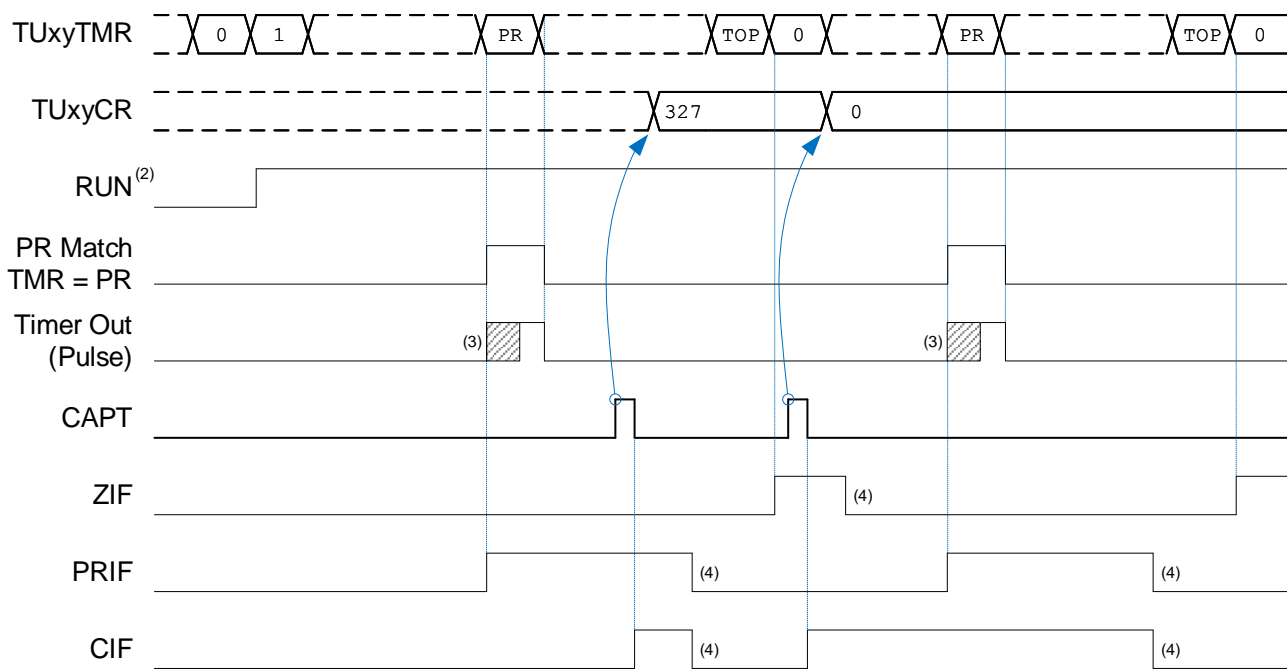 TUxyTMR 0 1 PR TOP 0 PR TOP 0
TUxyCR 327 0
RUN (2)
PR Match
TMR = PR
Timer Out
(Pulse) (3) (3)
CAPT
ZIF (4)
PRIF (4) (4)
CIF (4) (4)